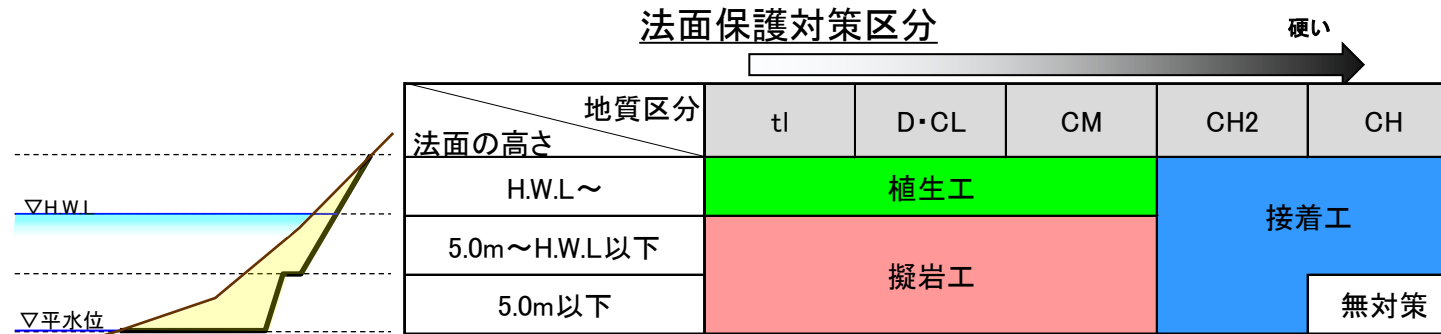 法面保護対策区分
硬い
地質区分
法面の高さ
tl
D・CL
CM
CH2
CH
H.W.L～
植生工
接着工
5.0m～H.W.L以下
擬岩工
5.0m以下
無対策
▽H.W.L
▽平水位